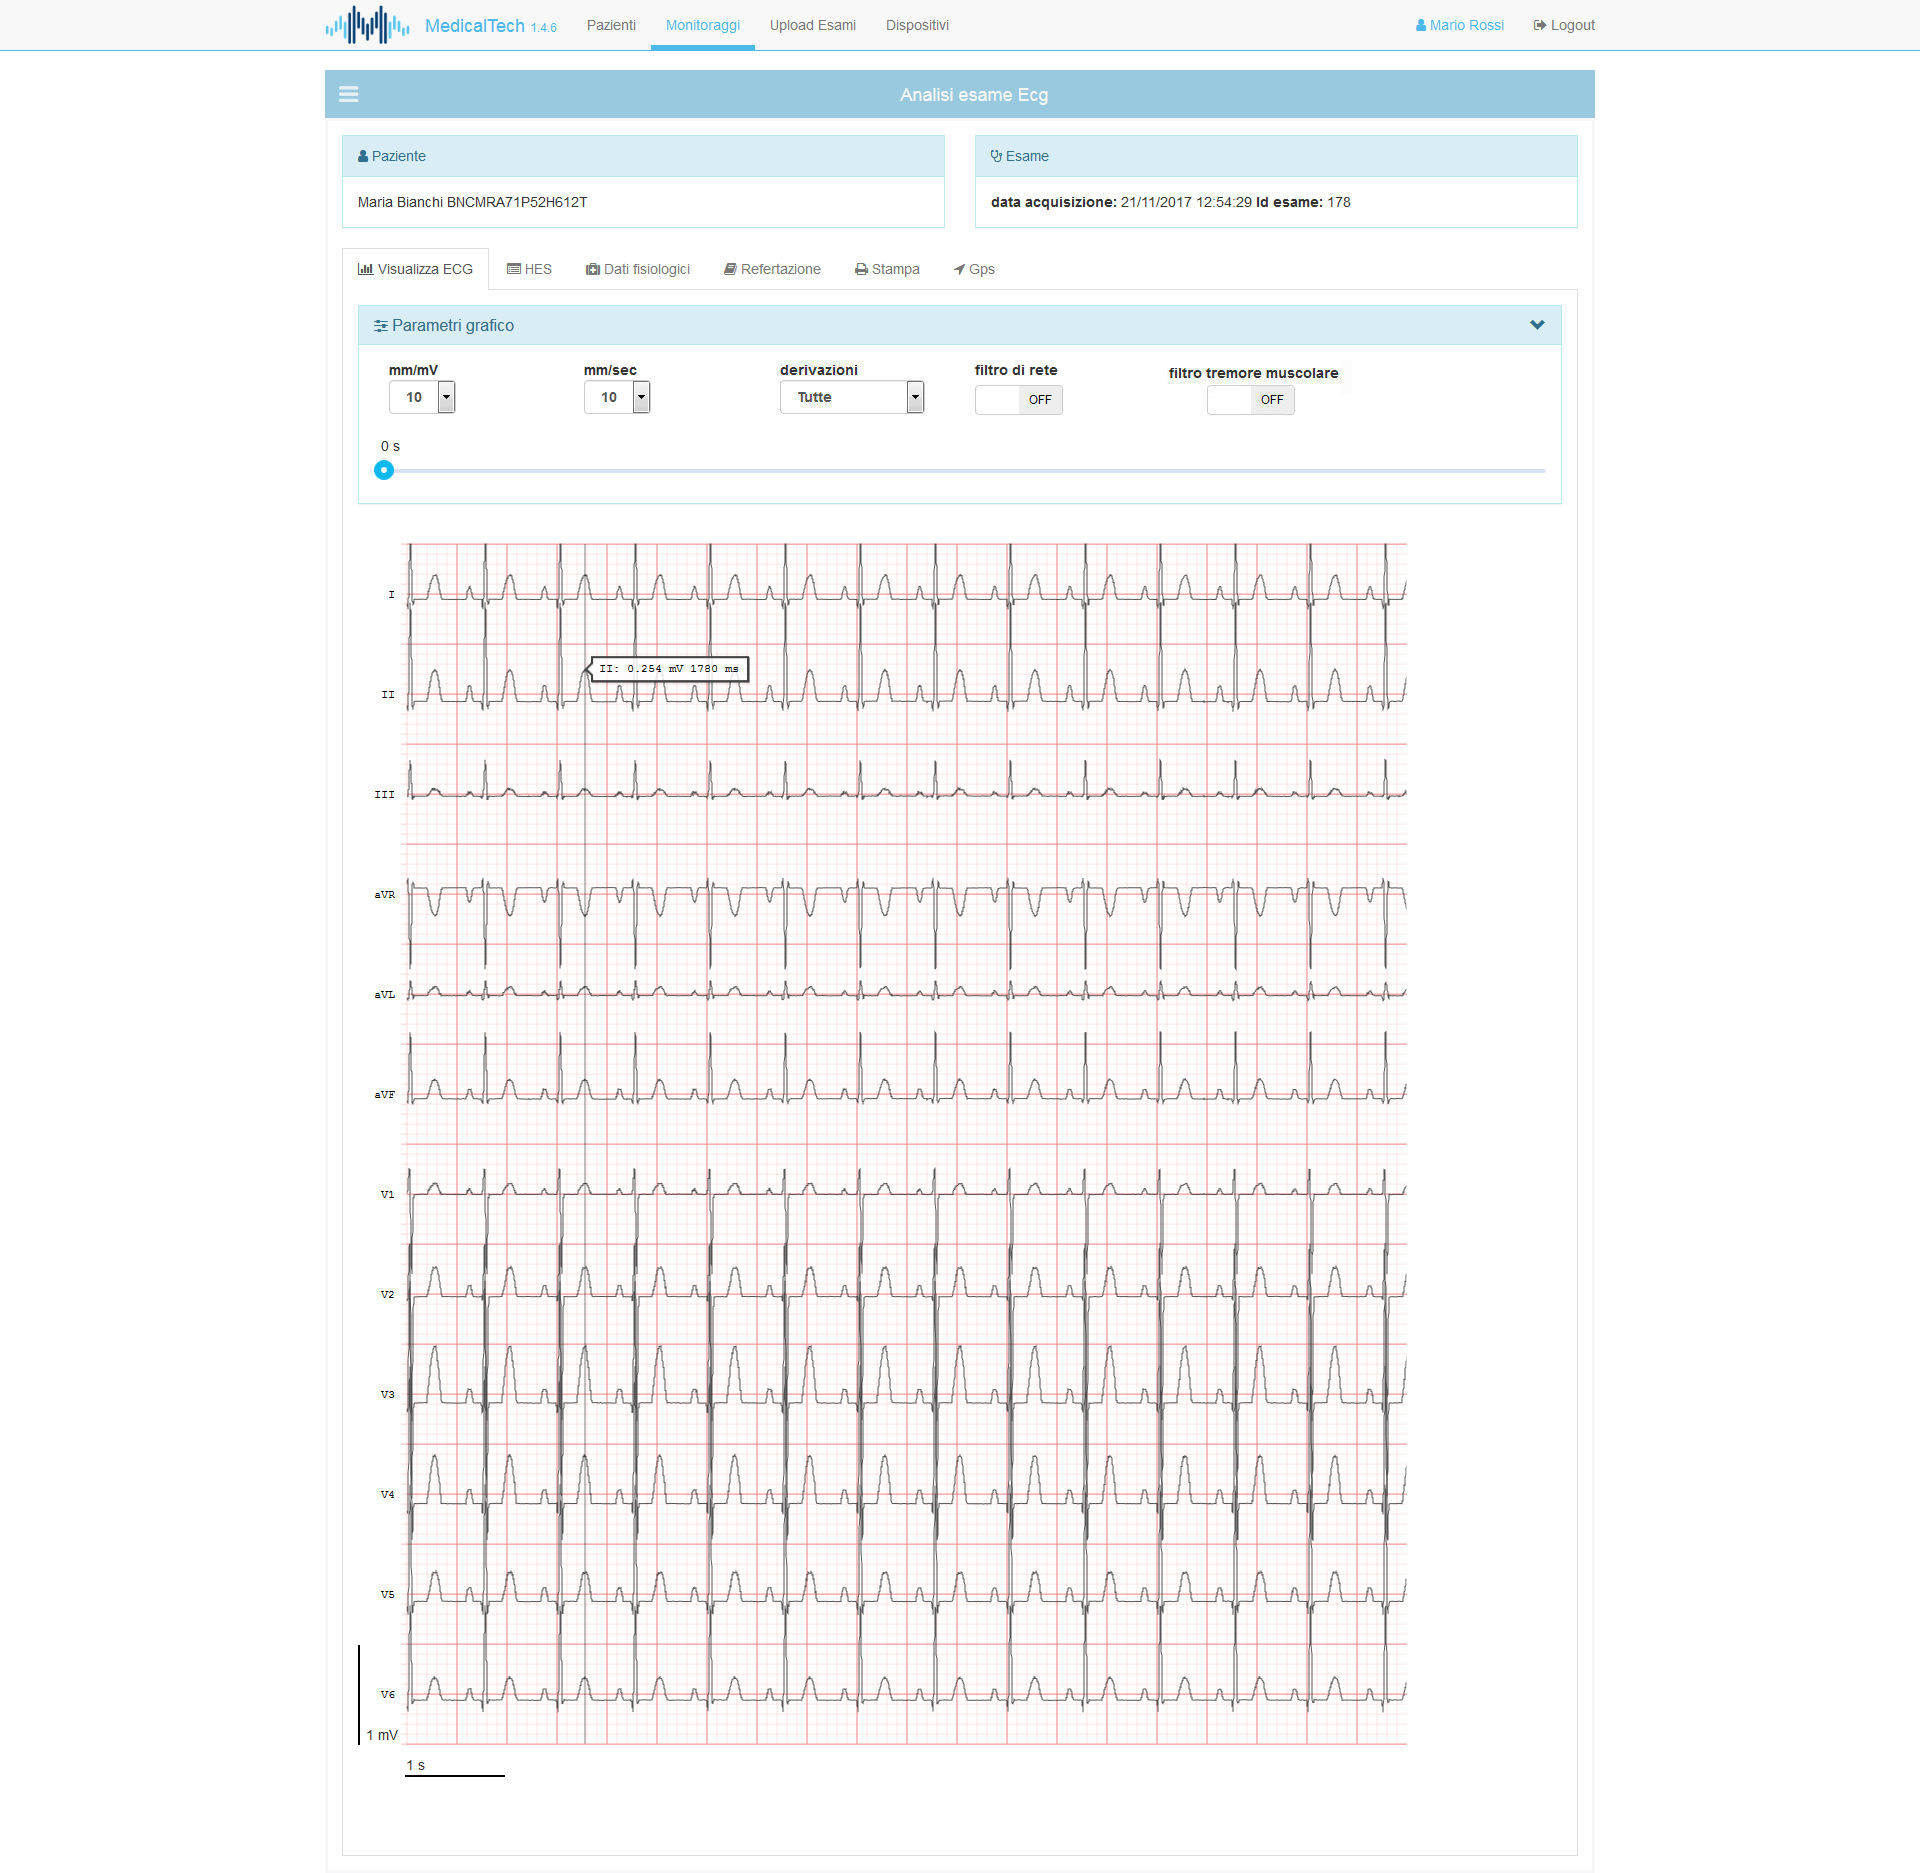 MedicalTech 1.4.6 Pazienti Monitoraggi Upload Esami Dispositivi Mario Rossi Logout
Analisi esame Ecg
Paziente
Maria Bianchi BNCMRA71P52H612T
Esame
data acquisizione: 21/11/2017 12:54:29 Id esame: 178
Visualizza ECG HES Dati fisiologici Refertazione Stampa Gps
Parametri grafico
mm/mV mm/sec derivazioni filtro di rete filtro tremore muscolare
10 10 Tutte OFF OFF
0 s
I
II: 0.254 mV 1780 ms
II
III
aVR
aVL
aVF
V1
V2
V3
V4
V5
V6
1 mV
1 s